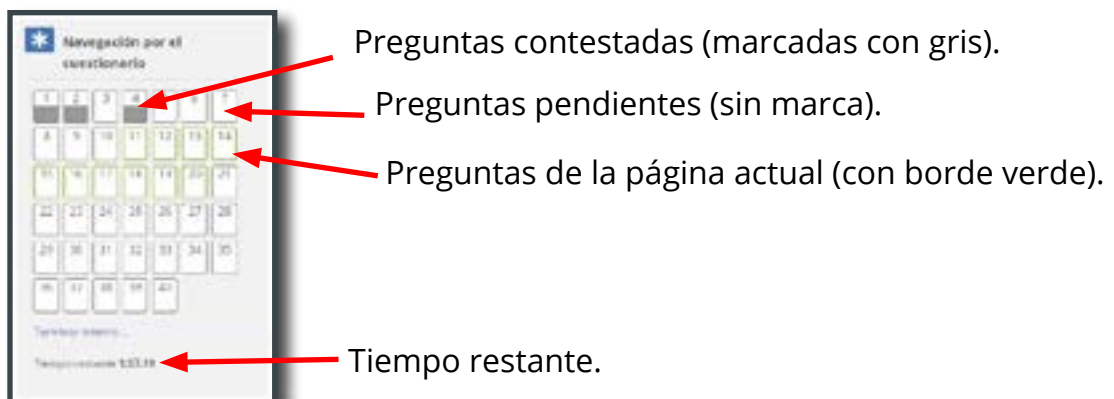 Navegación por el
cuestionario
Preguntas contestadas (marcadas con gris).
1 2 3 4 6 7
Preguntas pendientes (sin marca).
8 9 10 11 12 13 14
Preguntas de la página actual (con borde verde).
15 16 17 18 19 20 21
22 23 24 25 26 27 28
29 30 31 32 33 34 35
36 37 38 39 40
Tiempo restante
Tiempo restante.